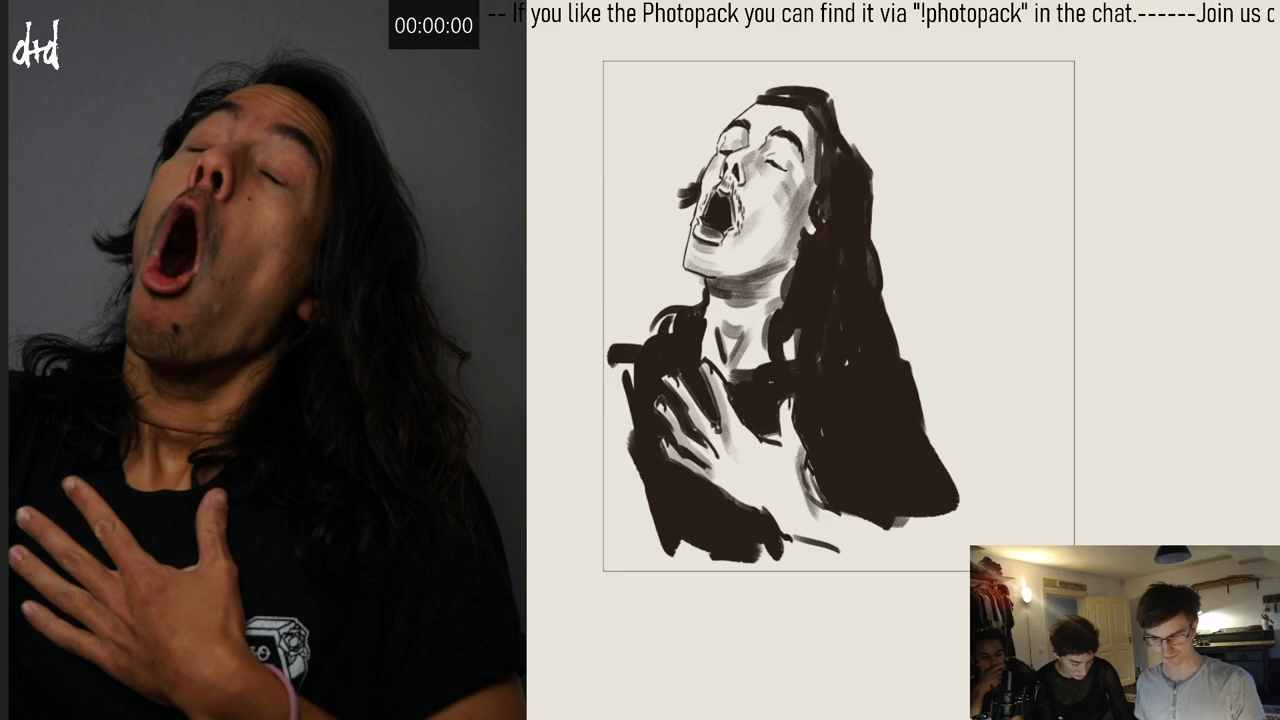 d+d
00:00:00
-- If you like the Photopack you can find it via "!photopack" in the chat.------Join us